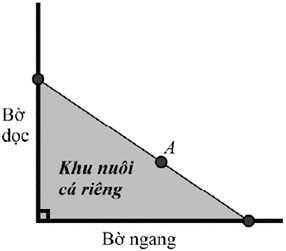 A
Bờ
dọc
Khu nuôi
cá riêng
Bờ ngang